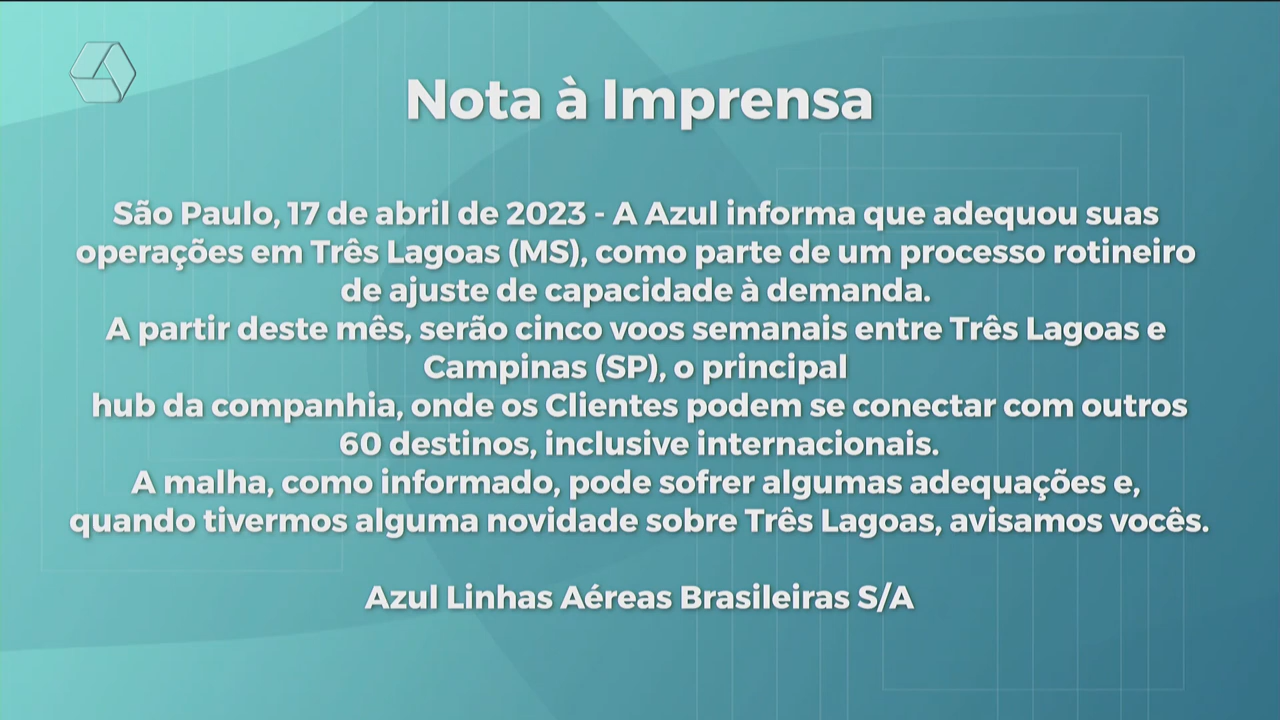 Nota à Imprensa
São Paulo, 17 de abril de 2023 - A Azul informa que adequou suas
operações em Três Lagoas (MS), como parte de um processo rotineiro
de ajuste de capacidade à demanda.
A partir deste mês, serão cinco voos semanais entre Três Lagoas e
Campinas (SP), o principal
hub da companhia, onde os Clientes podem se conectar com outros
60 destinos, inclusive internacionais.
A malha, como informado, pode sofrer algumas adequações e,
quando tivermos alguma novidade sobre Três Lagoas, avisamos vocês.
Azul Linhas Aéreas Brasileiras S/A